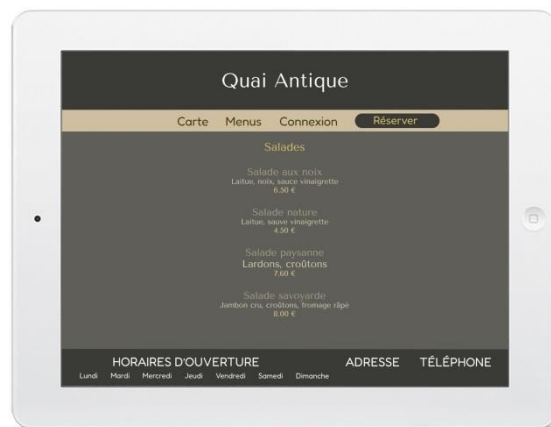 Quai Antique
Carte Menus Connexion Réserver
Salades
Salade aux noix
Laitue, noix, sauce vinaigrette
6.50 €
Salade nature
Laitue, sauve vinaigrette
4.50 €
Salade paysanne
Lardons, croûtons
7.60 €
Salade savoyarde
Jambon cru, croûtons, fromage râpé
8.00 €
HORAIRES D'OUVERTURE ADRESSE TÉLÉPHONE
Lundi Mardi Mercredi Jeudi Vendredi Samedi Dimanche